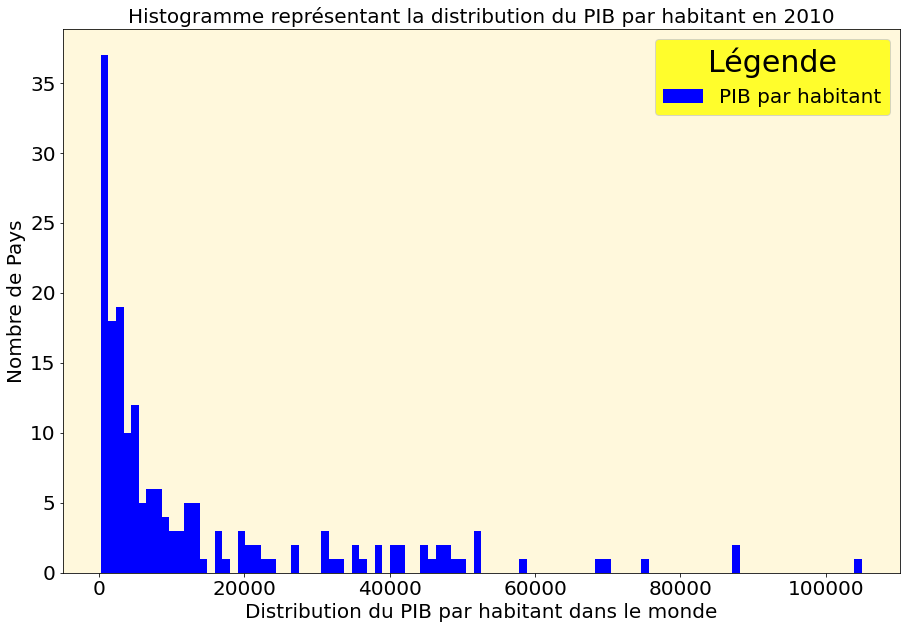 Histogramme représentant la distribution du PIB par habitant en 2010
Légende
PIB par habitant
Nombre de Pays
35
30
25
20
15
10
5
0
0 20000 40000 60000 80000 100000
Distribution du PIB par habitant dans le monde